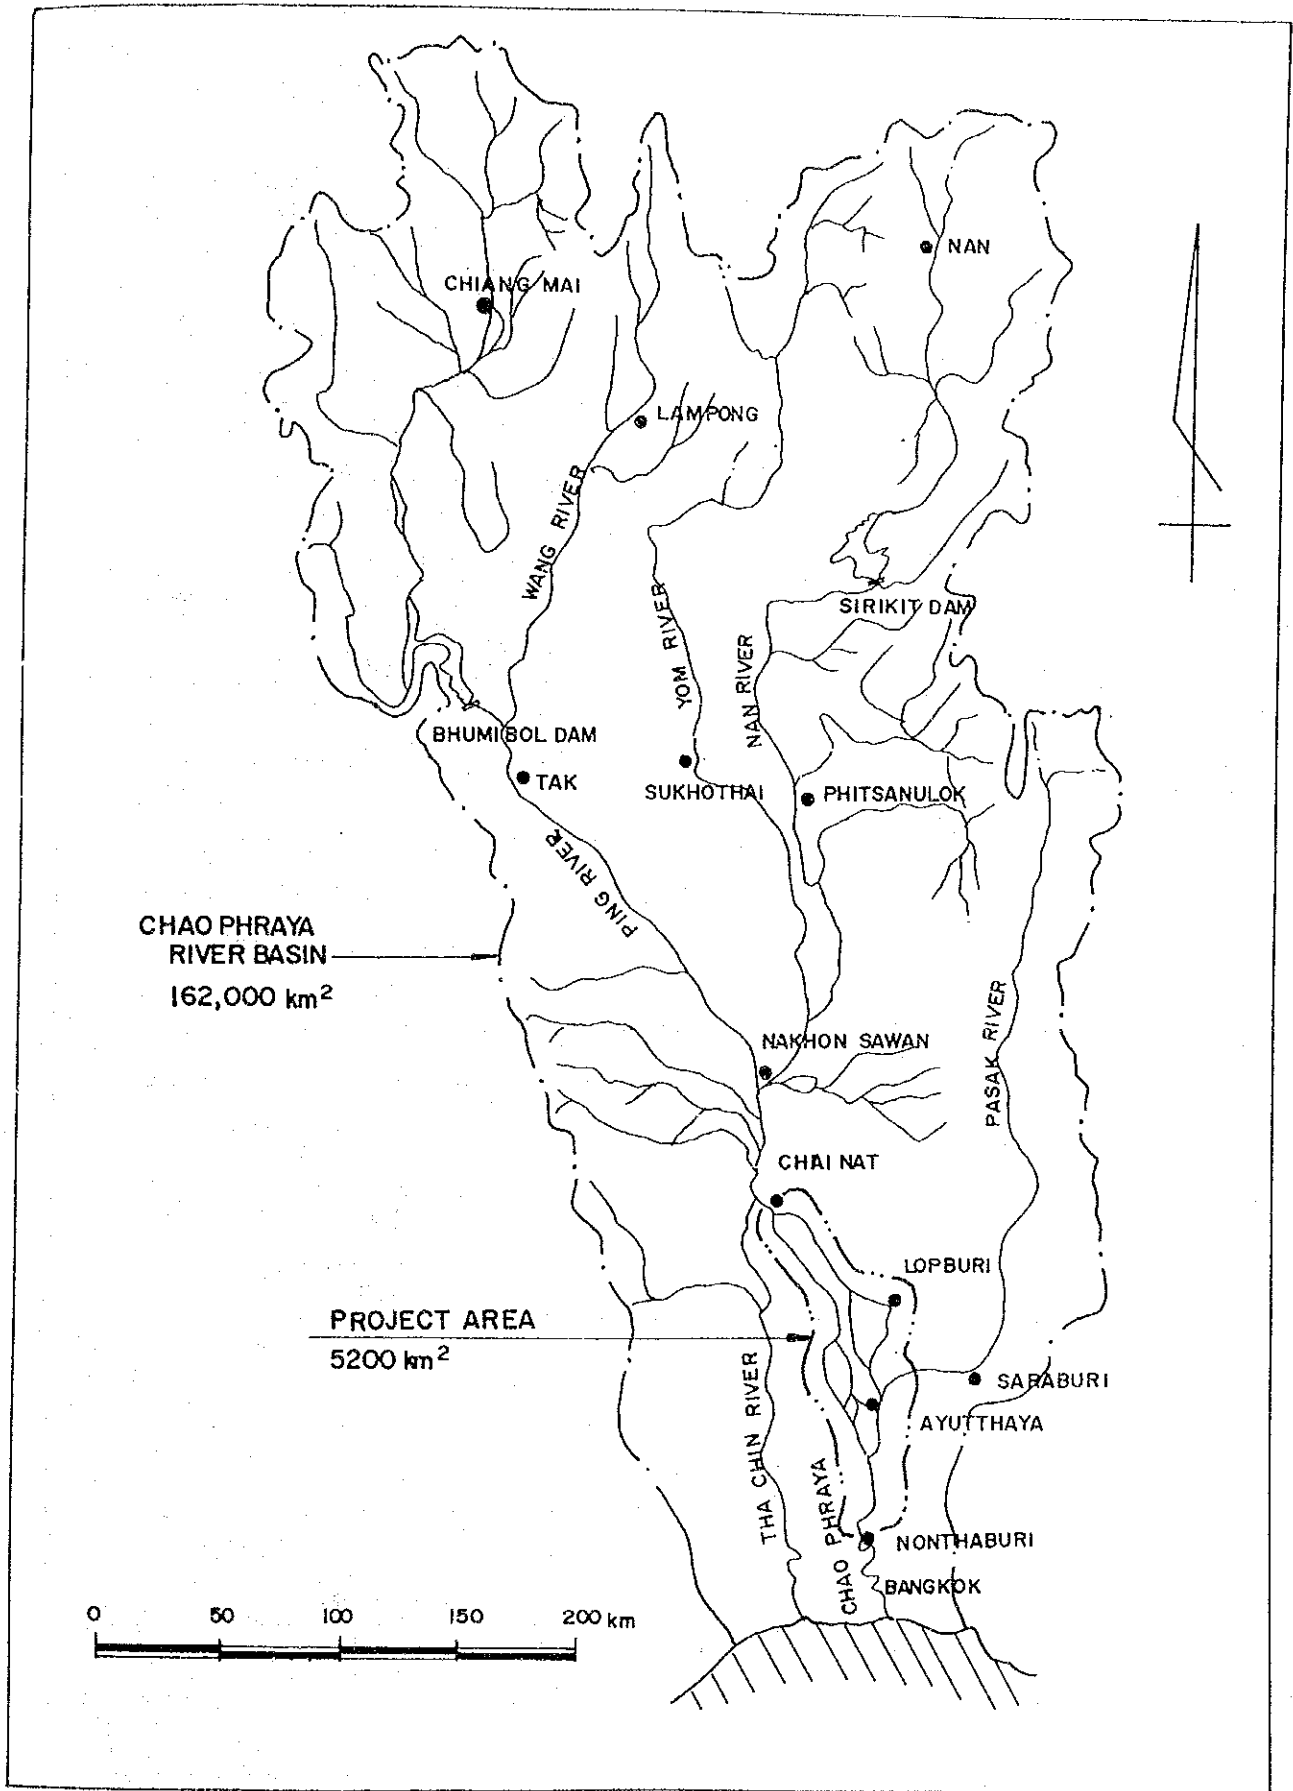 NAN
CHIANG MAI
LAMPONG
WANG RIVER
SIRIKIT DAM
YOM RIVER
NAN RIVER
BHUMIBOL DAM
TAK
SUKHOTHAI
PHITSANULOK
PING RIVER
CHAO PHRAYA
RIVER BASIN
162,000 km²
PASAK RIVER
NAKHON SAWAN
CHAI NAT
LOPBURI
PROJECT AREA
5200 km²
SARABURI
AYUTTHAYA
THA CHIN RIVER
CHAO PHRAYA
NONTHABURI
BANGKOK
0 50 100 150 200 km